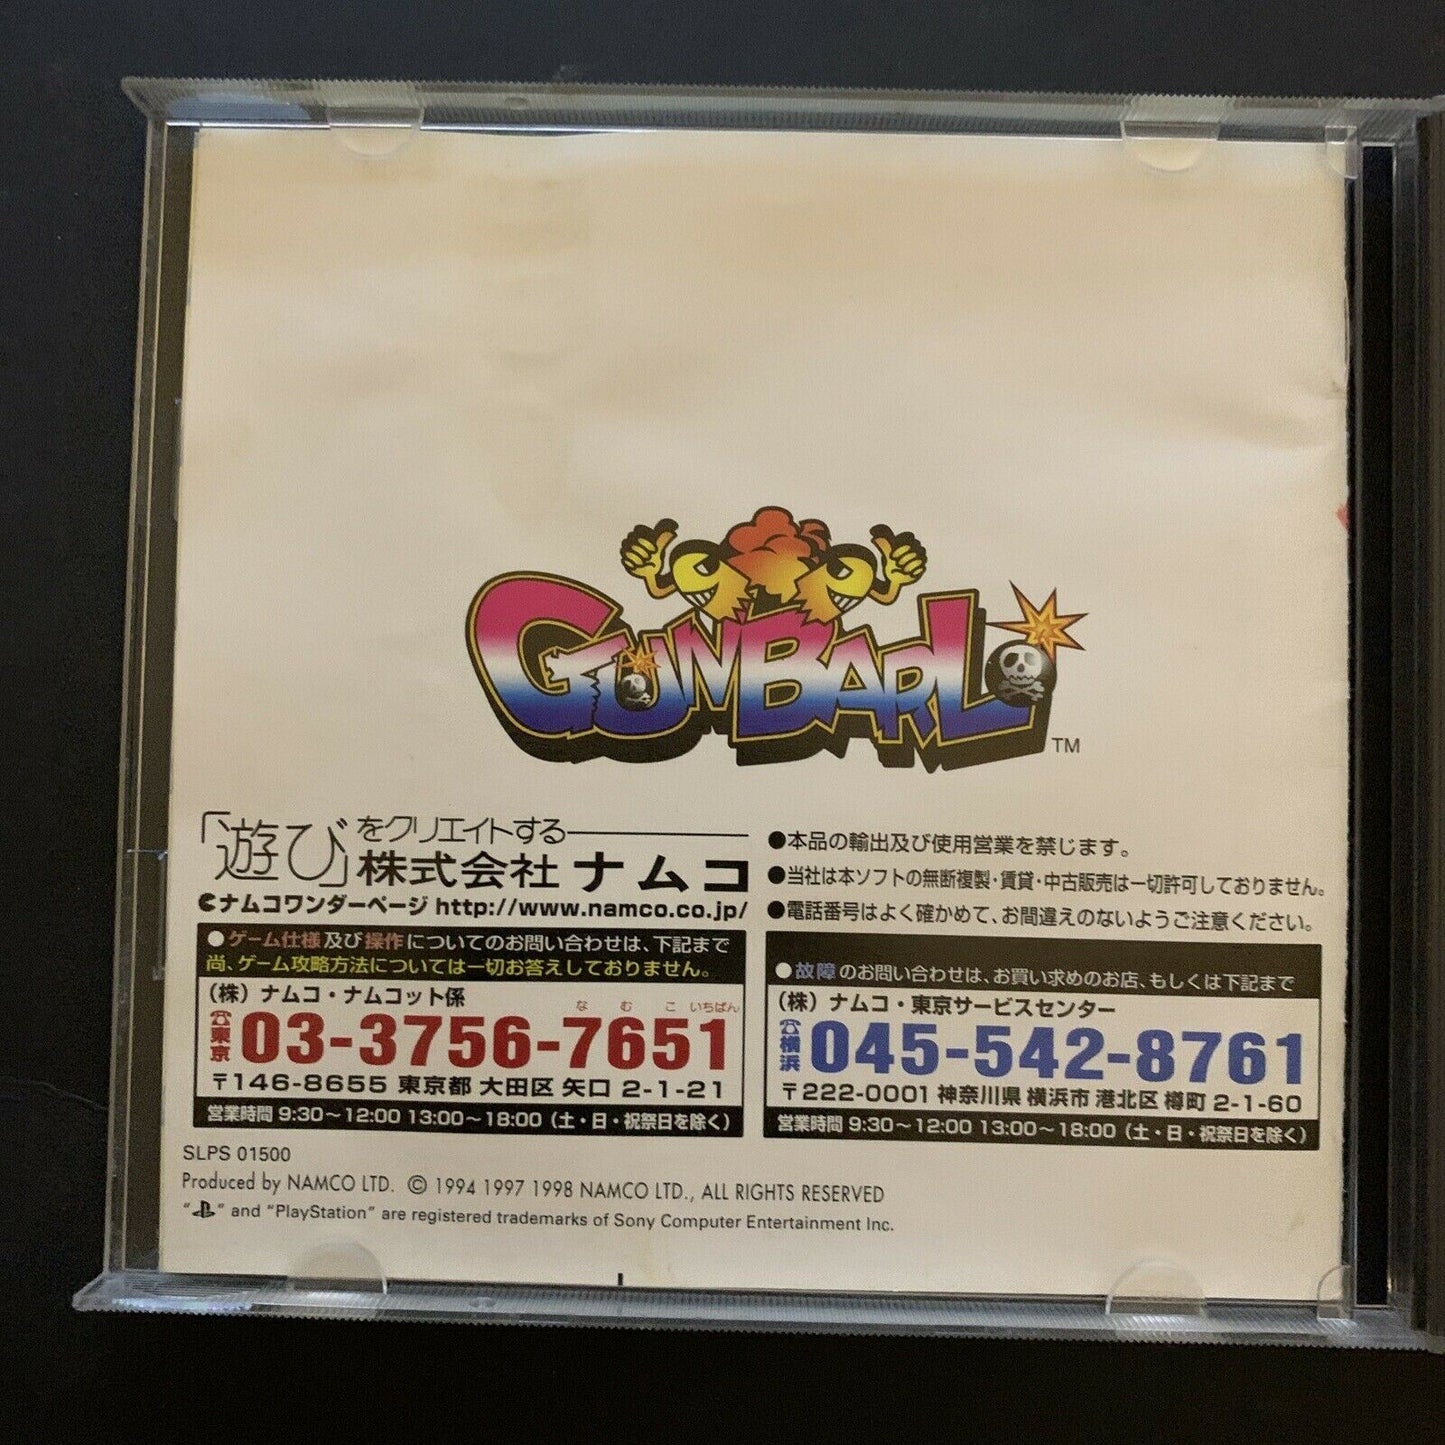 GUNBARL
TM
「遊び」をクリエイトする
株式会社ナムコ
ナムコワンダーページ http://www.namco.co.jp/
●本品の輸出及び使用営業を禁じます。
●当社は本ソフトの無断複製・賃貸・中古販売は一切許可しておりません。
●電話番号はよく確かめて、お間違えのないようご注意ください。
●ゲーム仕様及び操作についてのお問い合わせは、下記まで
尚、ゲーム攻略方法については一切お答えしておりません。
（株）ナムコ・ナムコット係
なむこいちばん
☎東京 03-3756-7651
〒146-8655 東京都 大田区 矢口 2-1-21
営業時間 9:30～12:00 13:00～18:00（土・日・祝祭日を除く）
●故障のお問い合わせは、お買い求めのお店、もしくは下記まで
（株）ナムコ・東京サービスセンター
☎横浜 045-542-8761
〒222-0001 神奈川県 横浜市 港北区 樽町 2-1-60
営業時間 9:30～12:00 13:00～18:00（土・日・祝祭日を除く）
SLPS 01500
Produced by NAMCO LTD. © 1994 1997 1998 NAMCO LTD., ALL RIGHTS RESERVED
“ ” and “PlayStation” are registered trademarks of Sony Computer Entertainment Inc.